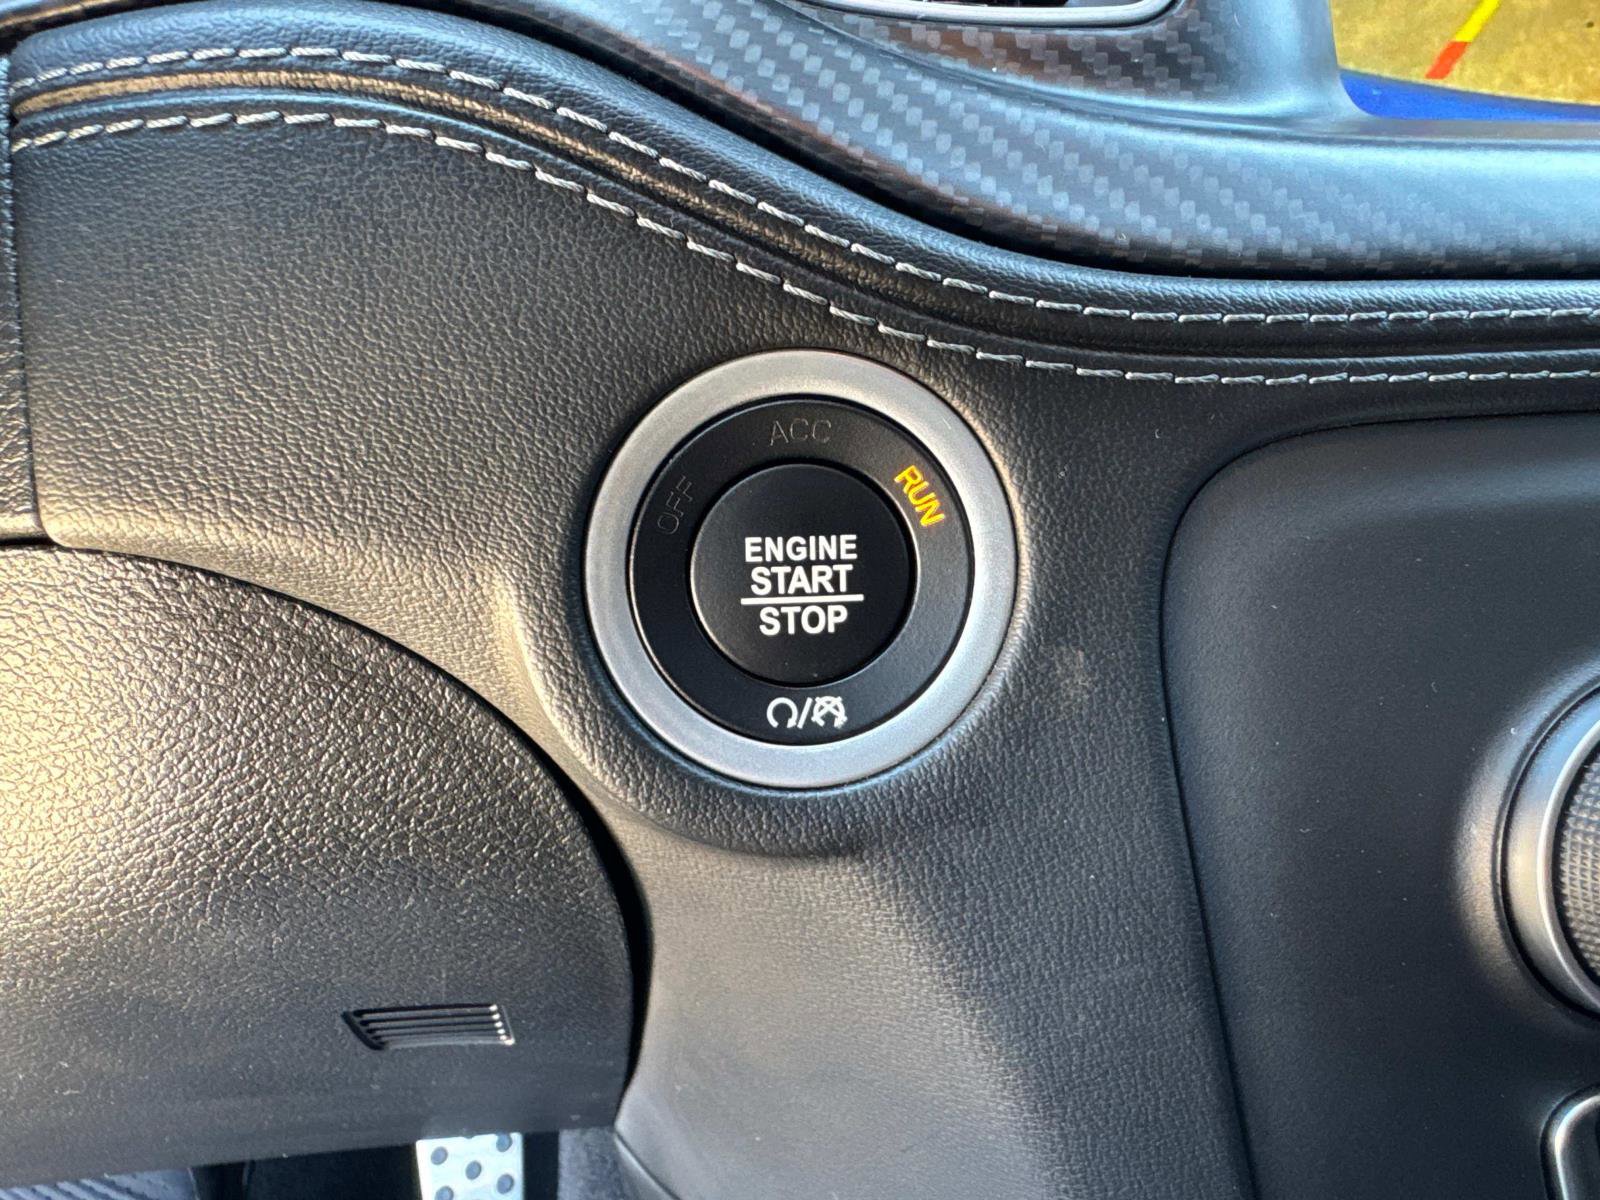 ACC
OFF
RUN
ENGINE
START
STOP